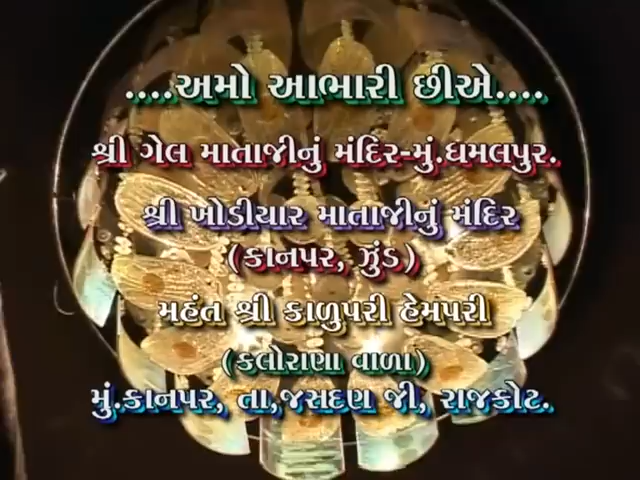 ....અમો આભારી છીએ....
શ્રી ગેલ માતાજીનું મંદિર-મું.ધમલપુર.
શ્રી ખોડીયાર માતાજીનું મંદિર
(કાનપર, ઝુંડ)
મહંત શ્રી કાળુપરી હેમપરી
(કલોરાણા વાળા)
મું.કાનપર, તા,જસદણ જી, રાજકોટ.